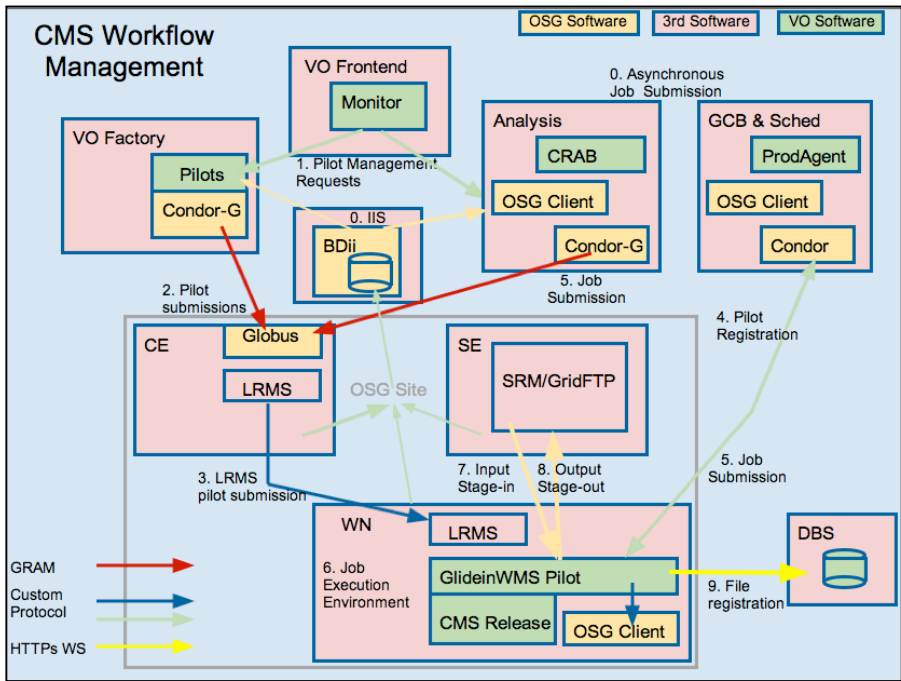 OSG Software
3rd Software
VO Software
CMS Workflow
Management
VO Frontend
Monitor
0. Asynchronous
Job Submission
VO Factory
Pilots
Condor-G
1. Pilot Management
Requests
Analysis
CRAB
OSG Client
Condor-G
GCB & Sched
ProdAgent
OSG Client
Condor
0. IIS
BDii
2. Pilot
submissions
5. Job
Submission
4. Pilot
Registration
CE
Globus
LRMS
OSG Site
SE
SRM/GridFTP
3. LRMS
pilot submission
7. Input
Stage-in
8. Output
Stage-out
5. Job
Submission
WN
LRMS
6. Job
Execution
Environment
GlideinWMS Pilot
CMS Release
OSG Client
DBS
9. File
registration
GRAM
Custom
Protocol
HTTPs WS